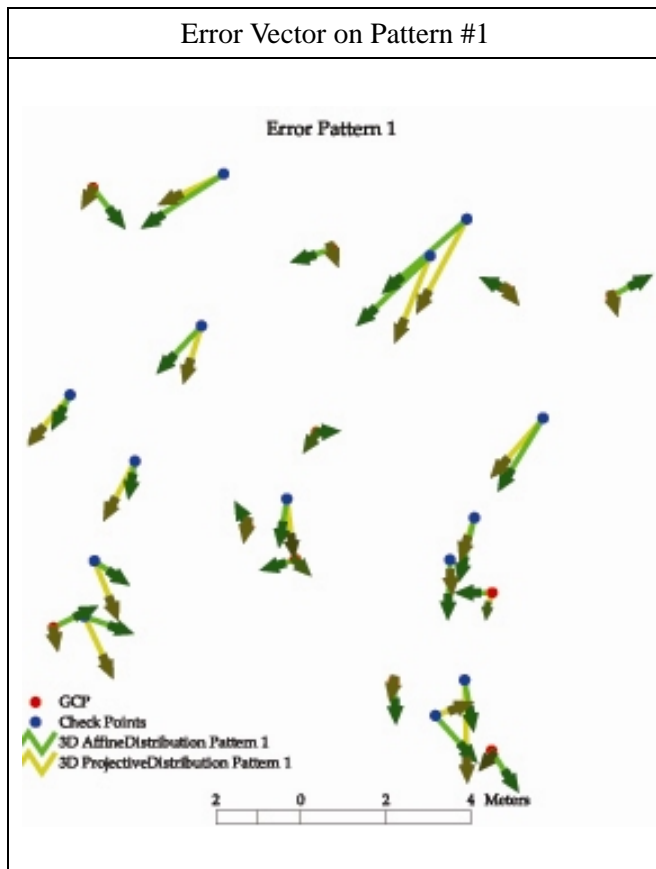 Error Vector on Pattern #1
Error Pattern 1
GCP
Check Points
3D AffineDistribution Pattern 1
3D ProjectiveDistribution Pattern 1
2 0 2 4 Meters